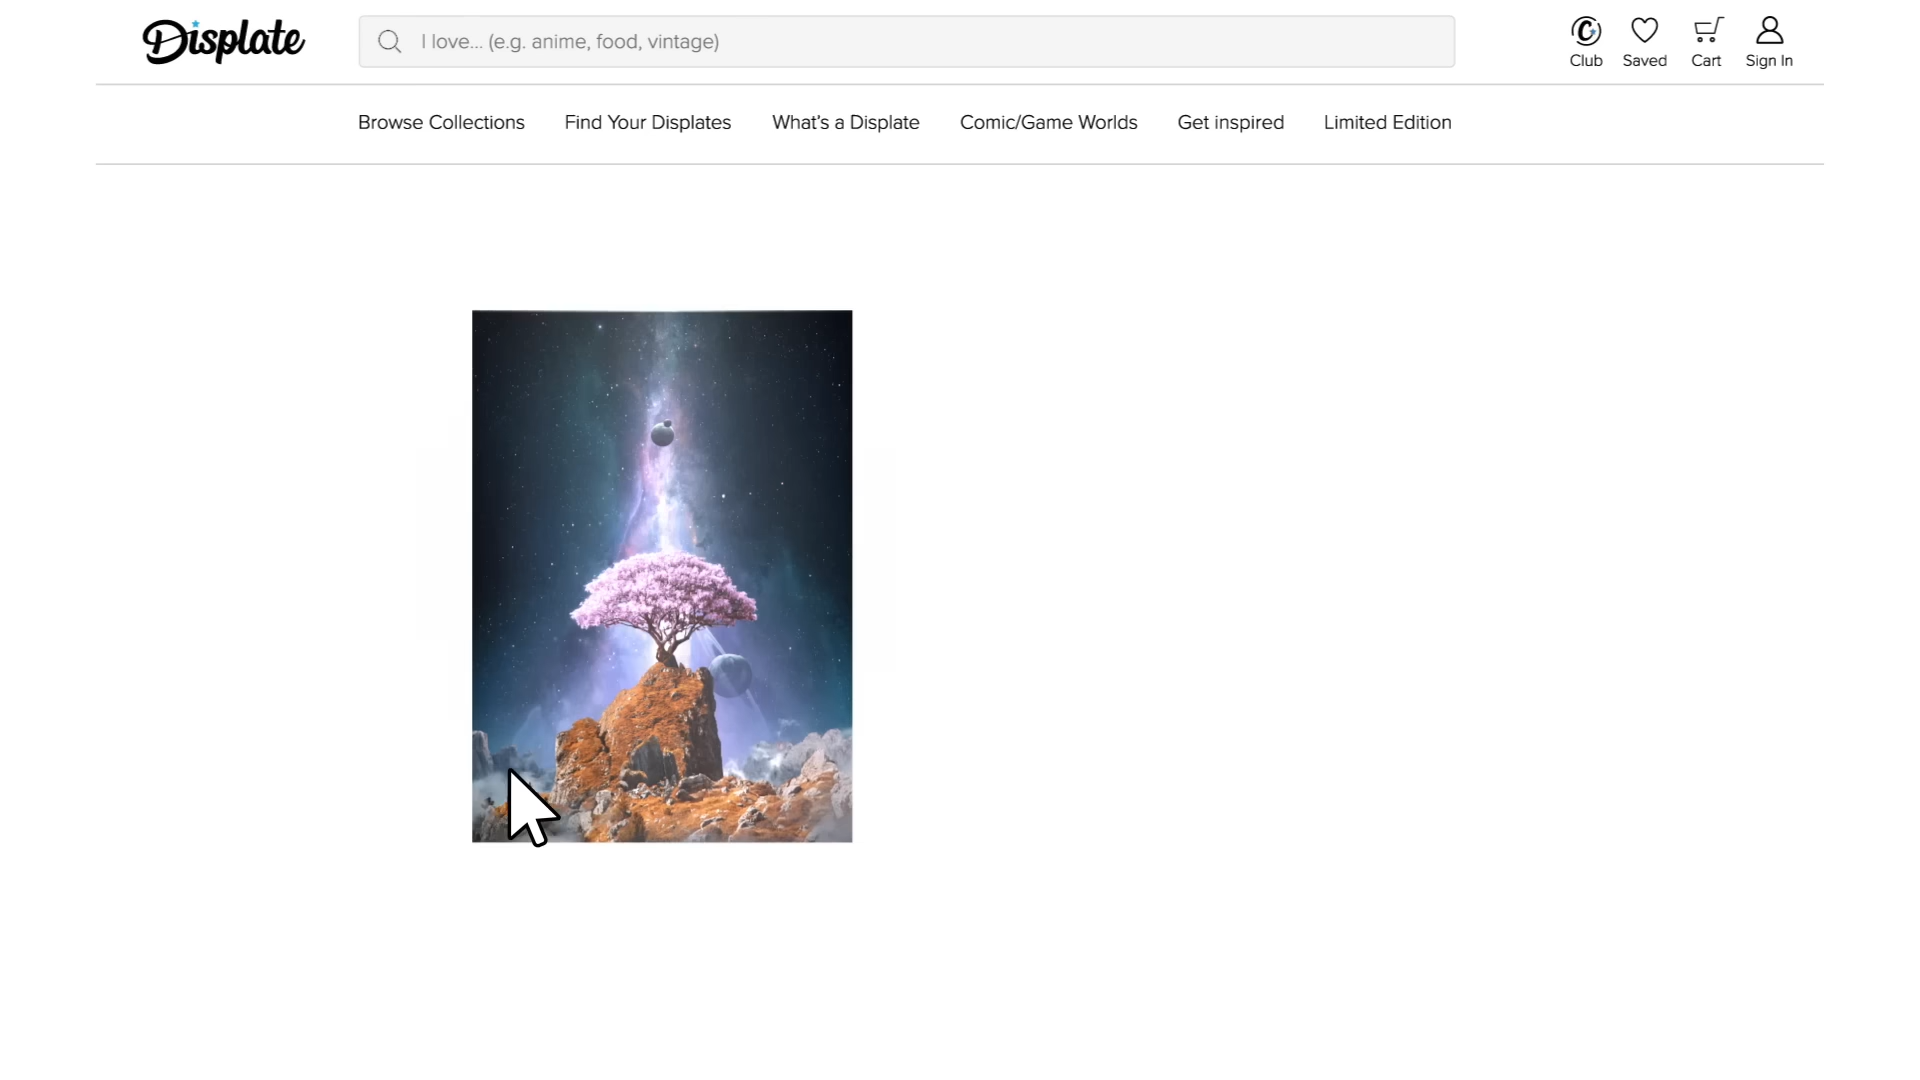 Displate
I love... (e.g. anime, food, vintage)
Club
Saved
Cart
Sign In
Browse Collections
Find Your Displates
What's a Displate
Comic/Game Worlds
Get inspired
Limited Edition